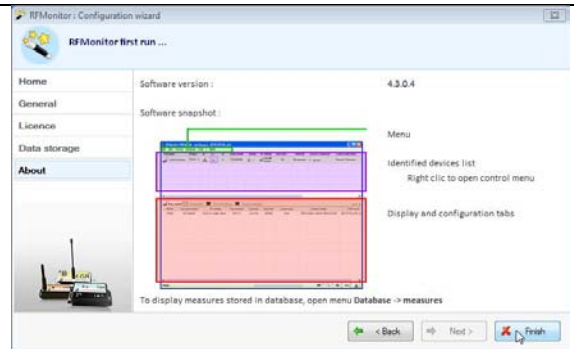 RFMonitor : Configuration wizard
RFMonitor first run ...
Home
General
Licence
Data storage
About
Software version :
4.3.0.4
Software snapshot :
Menu
Identified devices list
Right clic to open control menu
Display and configuration tabs
To display measures stored in database, open menu Database -> measures
< Back
Next >
Finish